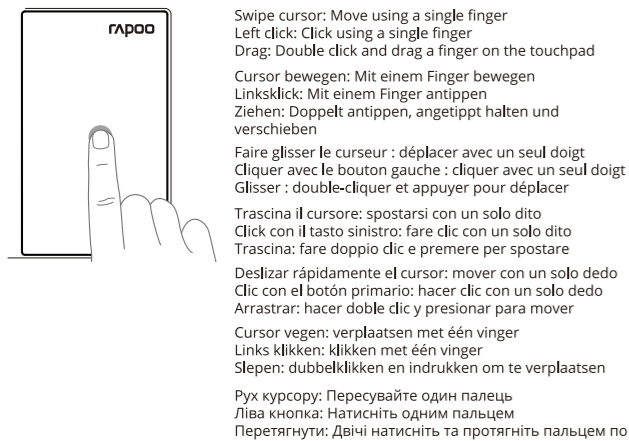 rapoo
Swipe cursor: Move using a single finger
Left click: Click using a single finger
Drag: Double click and drag a finger on the touchpad
Cursor bewegen: Mit einem Finger bewegen
Linksklick: Mit einem Finger antippen
Ziehen: Doppelt antippen, angetippt halten und
verschieben
Faire glisser le curseur : déplacer avec un seul doigt
Cliquer avec le bouton gauche : cliquer avec un seul doigt
Glisser : double-cliquer et appuyer pour déplacer
Trascina il cursore: spostarsi con un solo dito
Click con il tasto sinistro: fare clic con un solo dito
Trascina: fare doppio clic e premere per spostare
Deslizar rápidamente el cursor: mover con un solo dedo
Clic con el botón primario: hacer clic con un solo dedo
Arrastrar: hacer doble clic y presionar para mover
Cursor vegen: verplaatsen met één vinger
Links klikken: klikken met één vinger
Slepen: dubbelklikken en indrukken om te verplaatsen
Рух курсору: Пересувайте один палець
Ліва кнопка: Натисніть одним пальцем
Перетягнути: Двічі натисніть та протягніть пальцем по